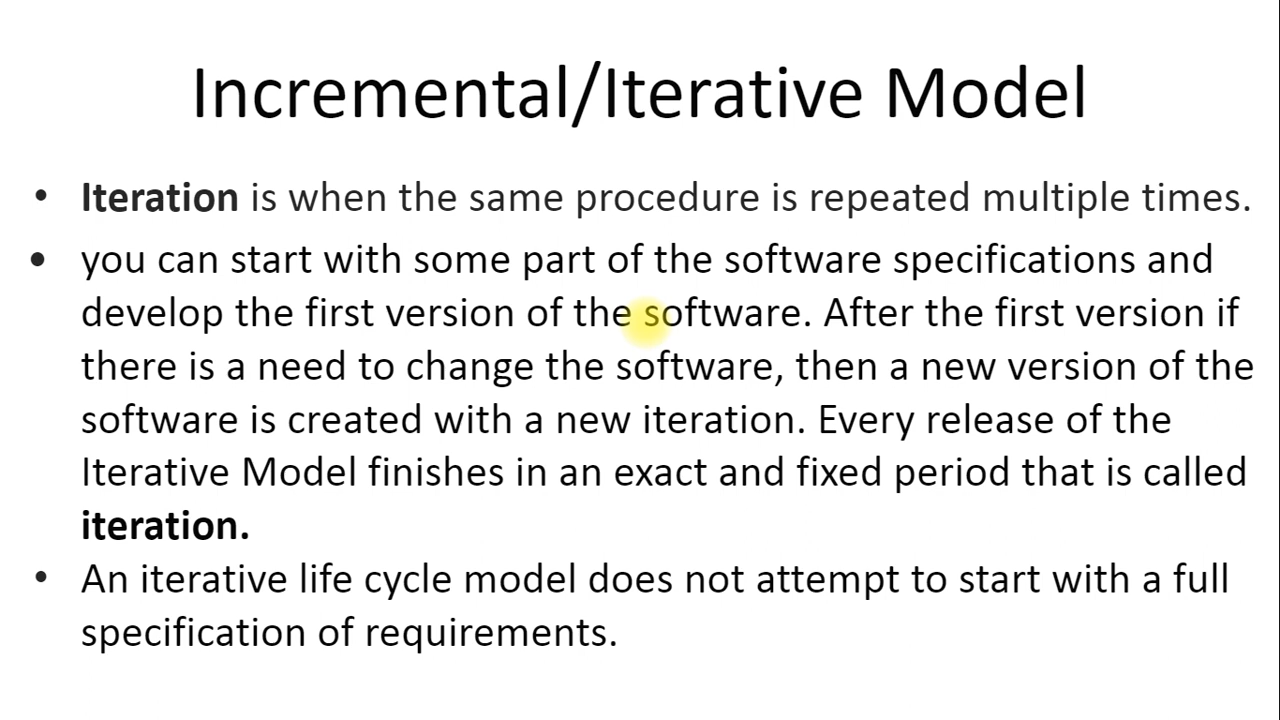 Incremental/Iterative Model
• Iteration is when the same procedure is repeated multiple times.
• you can start with some part of the software specifications and
develop the first version of the software. After the first version if
there is a need to change the software, then a new version of the
software is created with a new iteration. Every release of the
Iterative Model finishes in an exact and fixed period that is called
iteration.
• An iterative life cycle model does not attempt to start with a full
specification of requirements.